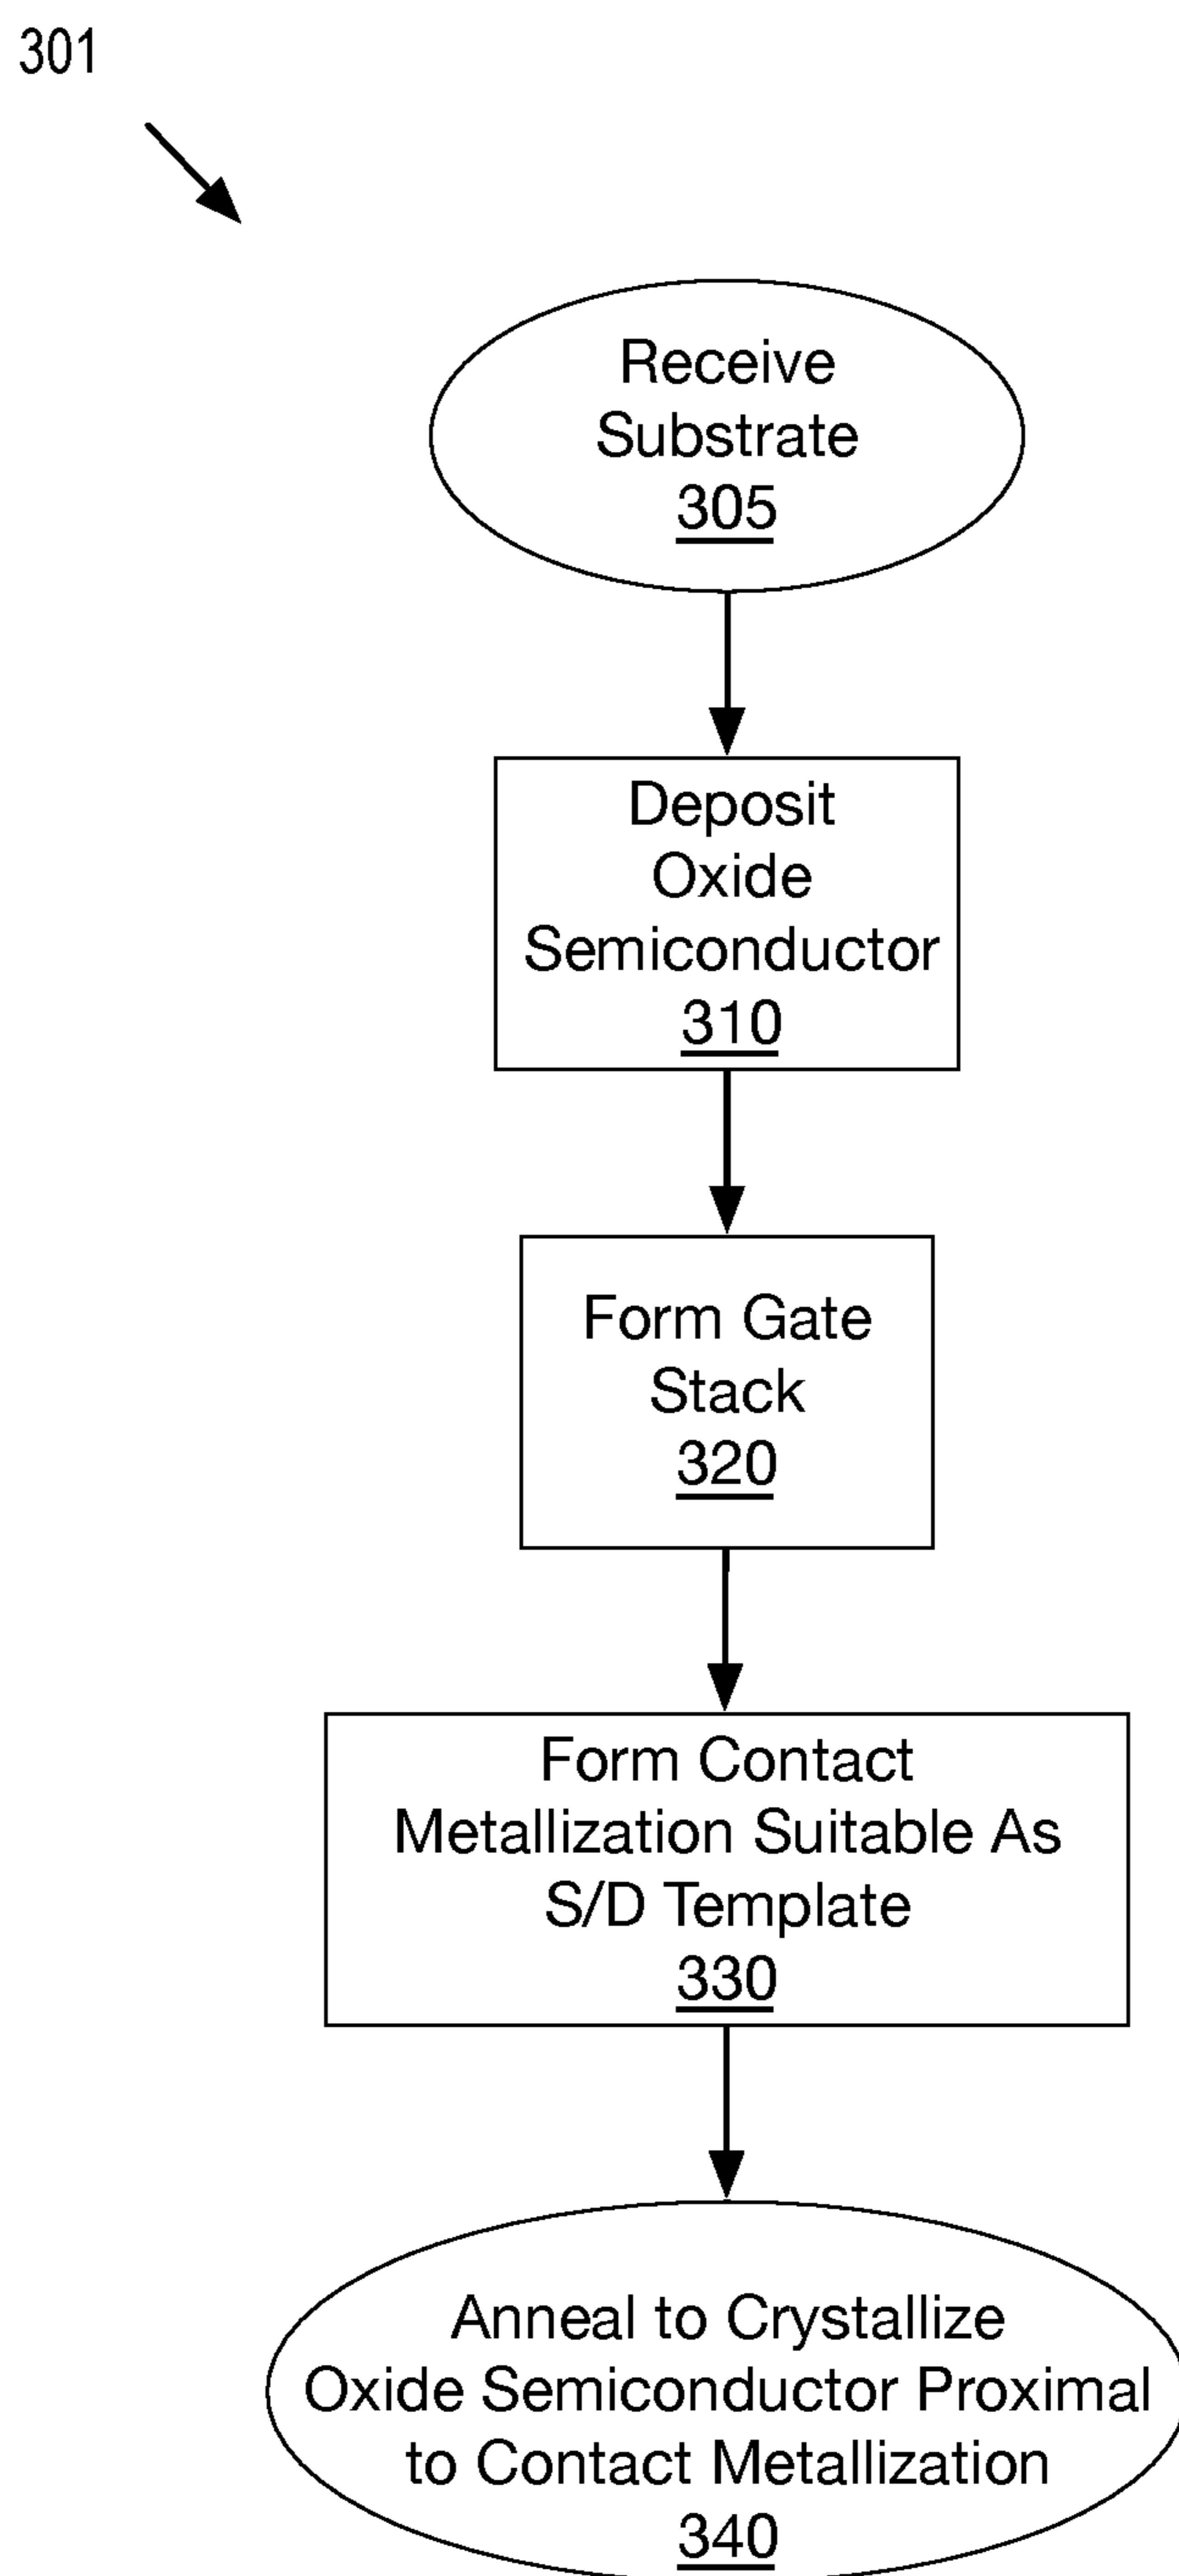 301
Receive
Substrate
305
Deposit
Oxide
Semiconductor
310
Form Gate
Stack
320
Form Contact
Metallization Suitable As
S/D Template
330
Anneal to Crystallize
Oxide Semiconductor Proximal
to Contact Metallization
340